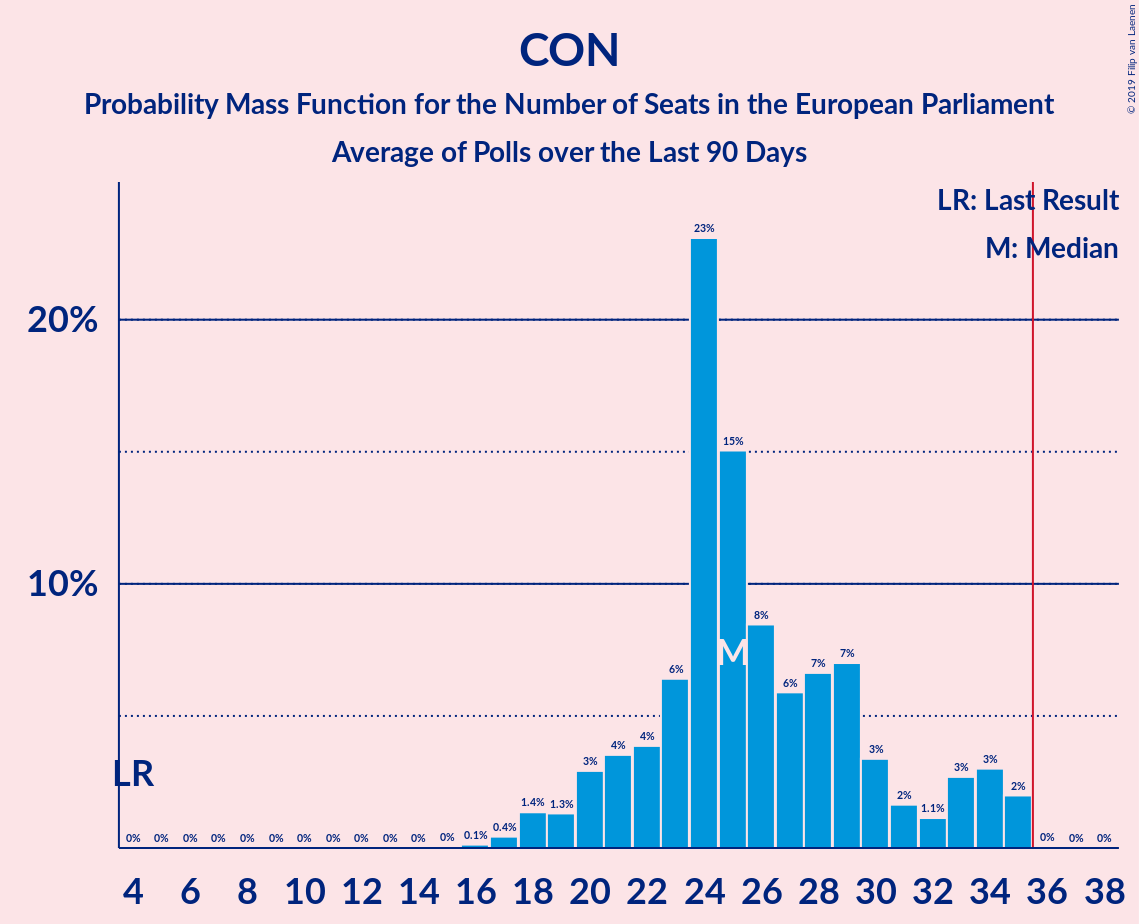 CON
Probability Mass Function for the Number of Seats in the European Parliament
Average of Polls over the Last 90 Days
© 2019 Filip van Laenen
LR: Last Result
M: Median
23%
20%
15%
10%
8%
M
6%
6%
7%
7%
LR
0% 0% 0% 0% 0% 0% 0% 0% 0% 0% 0% 0% 0.1% 0.4% 1.4% 1.3% 3% 4% 4% 3% 2% 1.1% 3% 3% 2% 0% 0% 0%
4 6 8 10 12 14 16 18 20 22 24 26 28 30 32 34 36 38